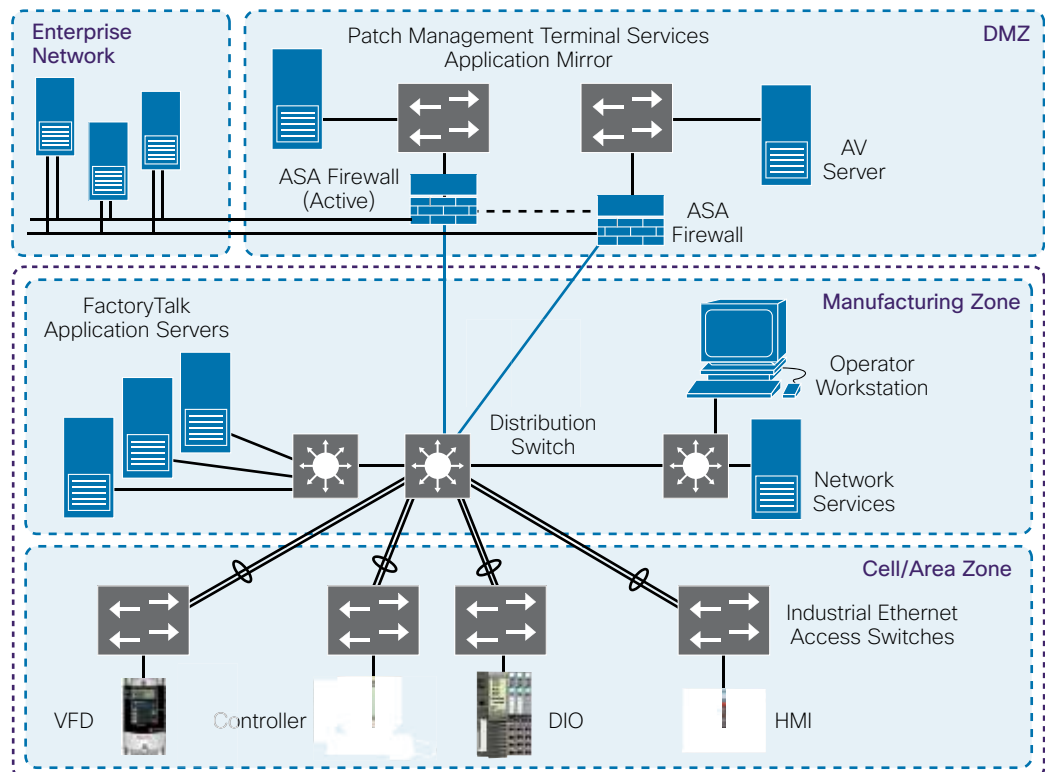 Enterprise
Network
Patch Management Terminal Services
Application Mirror
DMZ
AV
Server
ASA Firewall
(Active)
ASA
Firewall
FactoryTalk
Application Servers
Manufacturing Zone
Operator
Workstation
Distribution
Switch
Network
Services
Cell/Area Zone
Industrial Ethernet
Access Switches
VFD
Controller
DIO
HMI